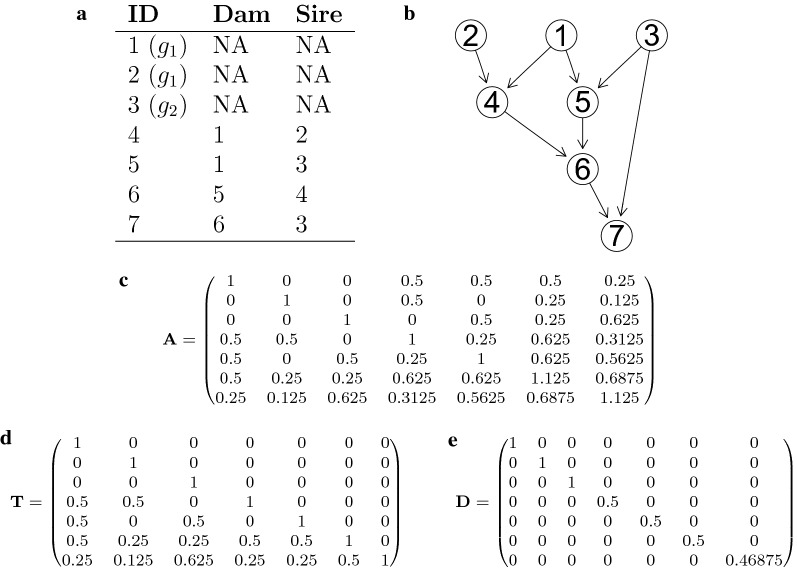 a
ID Dam Sire
1 (g₁) NA NA
2 (g₁) NA NA
3 (g₂) NA NA
4 1 2
5 1 3
6 5 4
7 6 3
b
2 1 3
4 5
6
7
c
A =
1 0 0 0.5 0.5 0.5 0.25
0 1 0 0.5 0 0.25 0.125
0 0 1 0 0.5 0.25 0.625
0.5 0.5 0 1 0.25 0.625 0.3125
0.5 0 0.5 0.25 1 0.625 0.5625
0.5 0.25 0.25 0.625 0.625 1.125 0.6875
0.25 0.125 0.625 0.3125 0.5625 0.6875 1.125
d
T =
1 0 0 0 0 0 0
0 1 0 0 0 0 0
0 0 1 0 0 0 0
0.5 0.5 0 1 0 0 0
0.5 0 0.5 0 1 0 0
0.5 0.25 0.25 0.5 0.5 1 0
0.25 0.125 0.625 0.25 0.25 0.5 1
e
D =
1 0 0 0 0 0 0
0 1 0 0 0 0 0
0 0 1 0 0 0 0
0 0 0 0.5 0 0 0
0 0 0 0 0.5 0 0
0 0 0 0 0 0.5 0
0 0 0 0 0 0 0.46875